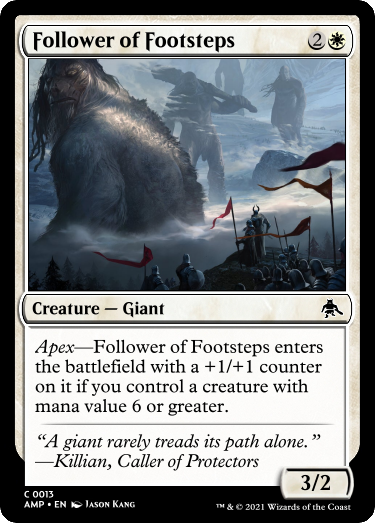 Follower of Footsteps 2
Creature — Giant
Apex—Follower of Footsteps enters
the battlefield with a +1/+1 counter
on it if you control a creature with
mana value 6 or greater.
“A giant rarely treads its path alone.”
—Killian, Caller of Protectors
3/2
C 0013
AMP • EN Jason Kang
™ & © 2021 Wizards of the Coast